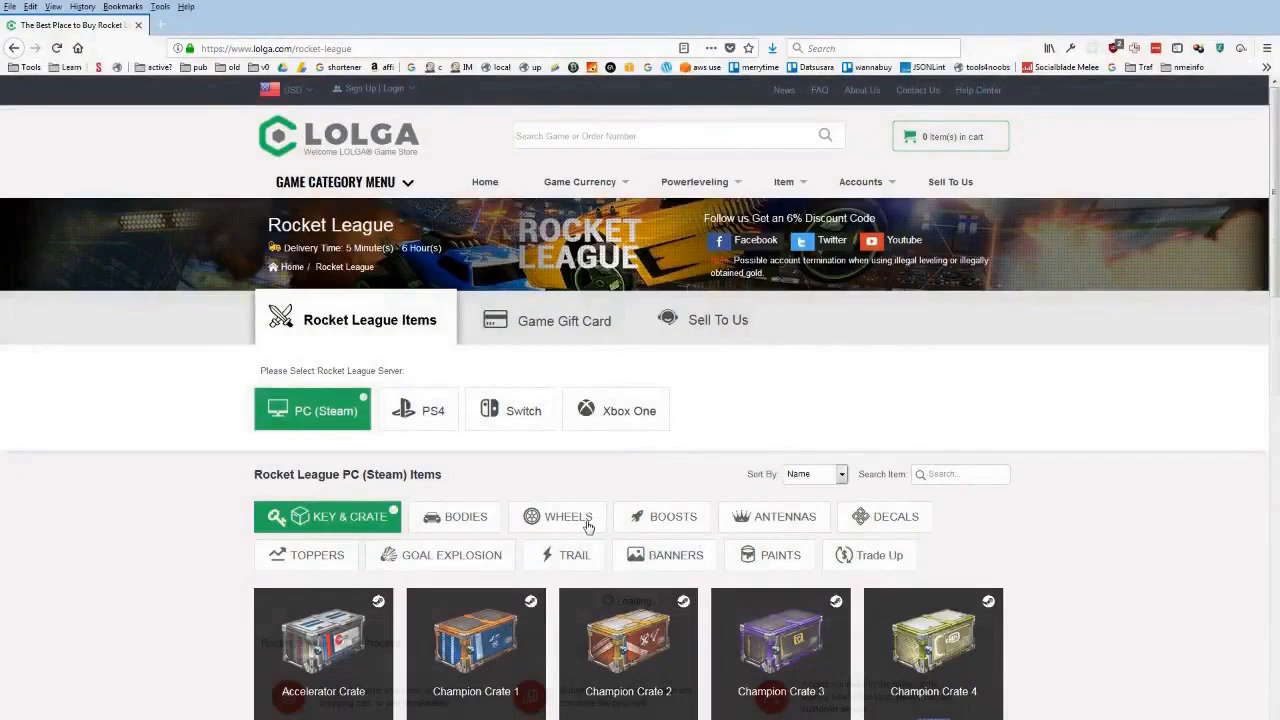 File Edit View History Bookmarks Tools Help
The Best Place to Buy Rocket L
https://www.lolga.com/rocket-league
Search
Tools Learn S active? pub old v0 shortener affi c IM local up aws use merrytime Datsusara wannabuy JSONLint tools4noobs Socialblade Melee Traf nmeinfo
USD Sign Up | Login News FAQ About Us Contact Us Help Center
LOLGA
Welcome LOLGA® Game Store
Search Game or Order Number
0 Item(s) in cart
GAME CATEGORY MENU Home Game Currency Powerleveling Item Accounts Sell To Us
Rocket League
Delivery Time: 5 Minute(s) - 6 Hour(s)
Home / Rocket League
ROCKET
LEAGUE
Follow us Get an 6% Discount Code
Facebook Twitter Youtube
Possible account termination when using illegal leveling or illegally
obtained gold.
Rocket League Items Game Gift Card Sell To Us
Please Select Rocket League Server:
PC (Steam) PS4 Switch Xbox One
Rocket League PC (Steam) Items Sort By: Name Search Item: Search...
KEY & CRATE BODIES WHEELS BOOSTS ANTENNAS DECALS
TOPPERS GOAL EXPLOSION TRAIL BANNERS PAINTS Trade Up
Loading
Accelerator Crate Champion Crate 1 Champion Crate 2 Champion Crate 3 Champion Crate 4